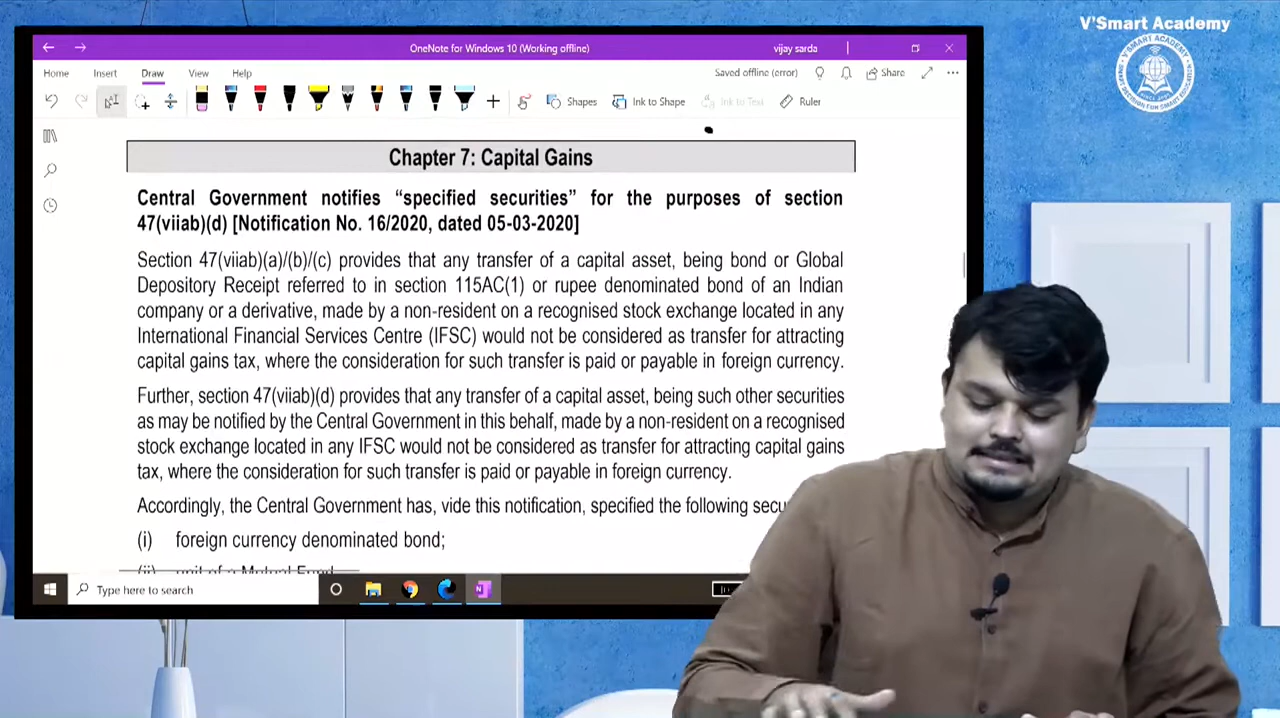 V'Smart Academy
OneNote for Windows 10 (Working offline)
vijay sarda
Home Insert Draw View Help
Saved offline (error)
Share
Shapes
Ink to Shape
Ink to Text
Ruler
Chapter 7: Capital Gains
Central Government notifies “specified securities” for the purposes of section
47(viiab)(d) [Notification No. 16/2020, dated 05-03-2020]
Section 47(viiab)(a)/(b)/(c) provides that any transfer of a capital asset, being bond or Global
Depository Receipt referred to in section 115AC(1) or rupee denominated bond of an Indian
company or a derivative, made by a non-resident on a recognised stock exchange located in any
International Financial Services Centre (IFSC) would not be considered as transfer for attracting
capital gains tax, where the consideration for such transfer is paid or payable in foreign currency.
Further, section 47(viiab)(d) provides that any transfer of a capital asset, being such other securities
as may be notified by the Central Government in this behalf, made by a non-resident on a recognised
stock exchange located in any IFSC would not be considered as transfer for attracting capital gains
tax, where the consideration for such transfer is paid or payable in foreign currency.
Accordingly, the Central Government has, vide this notification, specified the following secu
(i) foreign currency denominated bond;
(ii) unit of a Mutual Fund
Type here to search